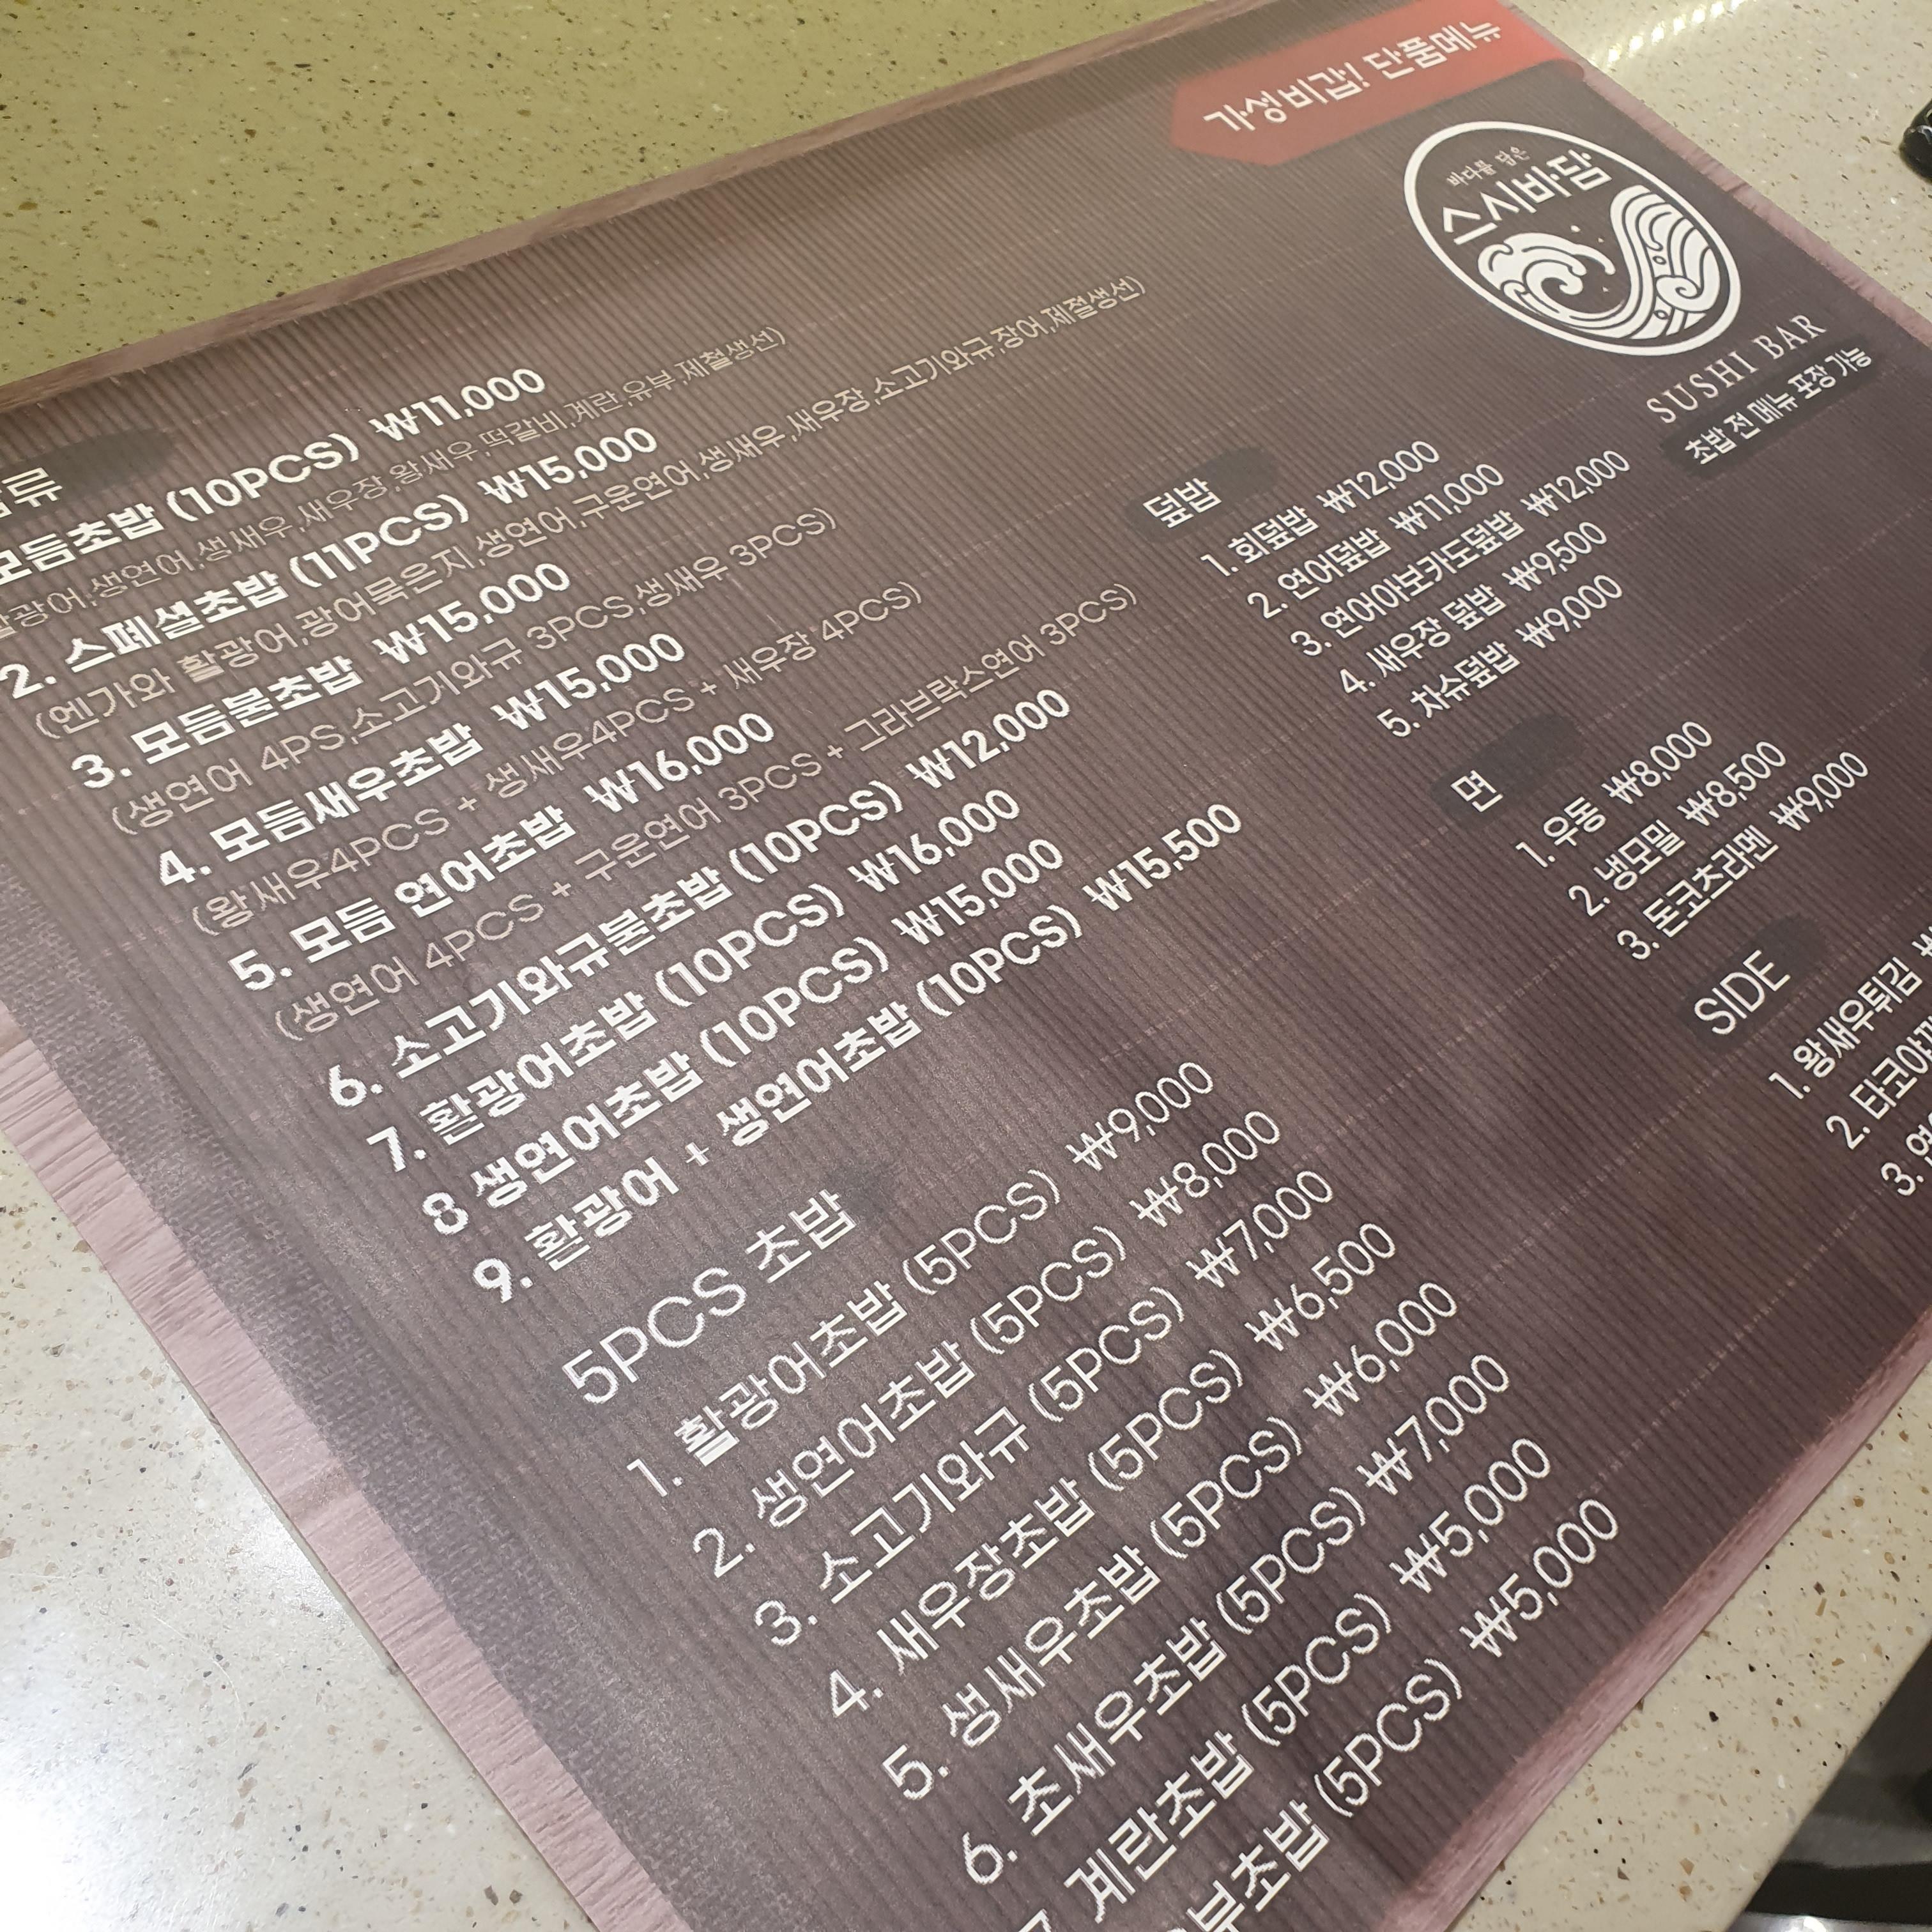 가성비갑! 단품메뉴
바다를 담은
스시바담
SUSHI BAR
초밥 전 메뉴 포장 가능
모듬초밥 (10PCS) ₩11,000
활광어,생연어,생새우,새우장,왕새우,떡갈비,계란,유부,제철생선)
2. 스페셜초밥 (11PCS) ₩15,000
(엔가와 활광어,광어묵은지,생연어,구운연어,생새우,새우장,소고기와규,장어,제절생선)
3. 모듬불초밥 ₩15,000
(생연어 4PS,소고기와규 3PCS,생새우 3PCS)
4. 모듬새우초밥 ₩15,000
(왕새우4PCS + 생새우4PCS + 새우장 4PCS)
5. 모듬 연어초밥 ₩16,000
(생연어 4PCS + 구운연어 3PCS + 그라브락스연어 3PCS)
6. 소고기와규불초밥 (10PCS) ₩12,000
7. 홛광어초밥 (10PCS) ₩16,000
8 생연어초밥 (10PCS) ₩15,000
9. 홛광어 + 생연어초밥 (10PCS) ₩15,500
5PCS 초밥
1. 활광어초밥 (5PCS) ₩9,000
2. 생연어초밥 (5PCS) ₩8,000
3. 소고기와규 (5PCS) ₩7,000
4. 새우장초밥 (5PCS) ₩6,500
5. 생새우초밥 (5PCS) ₩6,000
6. 초새우초밥 (5PCS) ₩7,000
계란초밥 (5PCS) ₩5,000
부초밥 (5PCS) ₩5,000
덮밥
1. 회덮밥 ₩12,000
2. 연어덮밥 ₩11,000
3. 연어아보카도덮밥 ₩12,000
4. 새우장 덮밥 ₩9,500
5. 차슈덮밥 ₩9,000
면
1. 우동 ₩8,000
2. 냉모밀 ₩8,500
3. 돈코츠라멘 ₩9,000
SIDE
1. 왕새우튀김
2. 타코야
3.